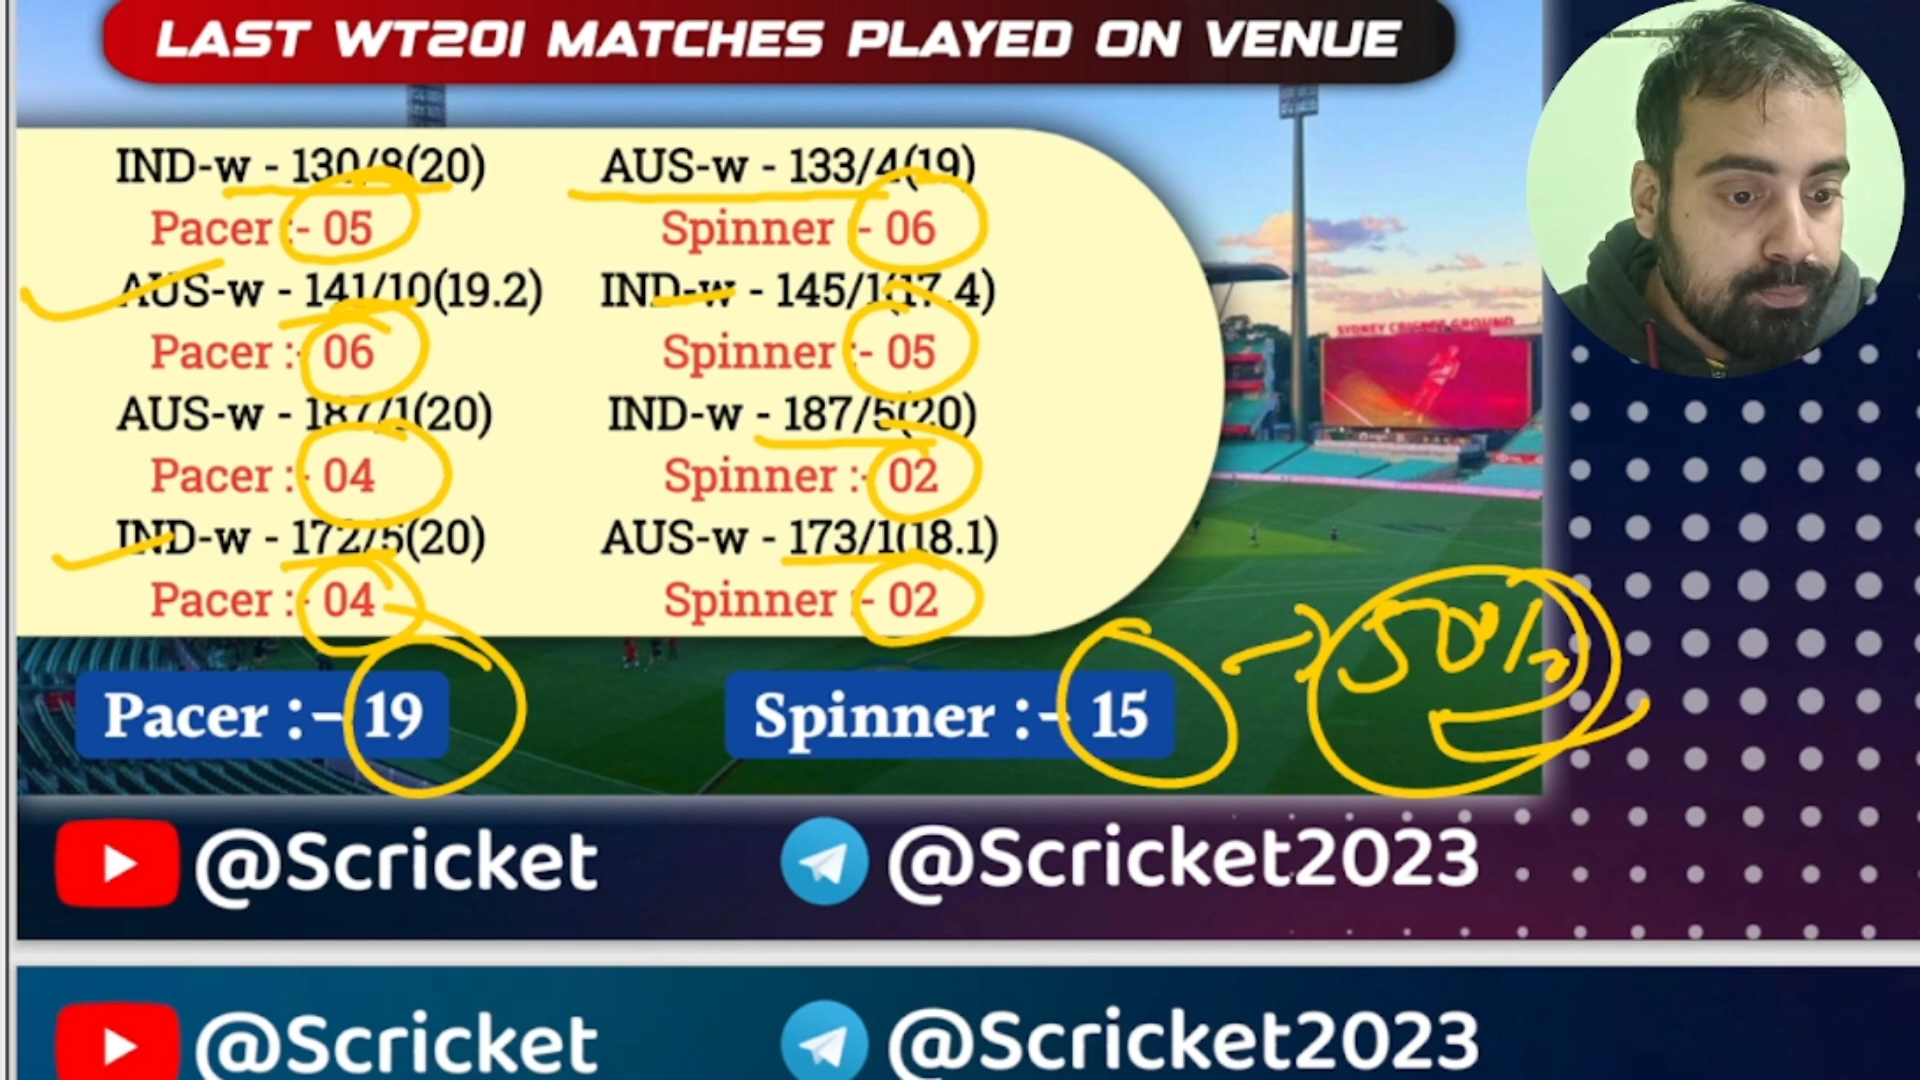 LAST WT20I MATCHES PLAYED ON VENUE
IND-w - 130/8(20) AUS-w - 133/4(19)
Pacer :- 05 Spinner :- 06
AUS-w - 141/10(19.2) IND-w - 145/1(17.4)
Pacer :- 06 Spinner :- 05
SYDNEY CRICKET GROUND
AUS-w - 187/1(20) IND-w - 187/5(20)
Pacer :- 04 Spinner :- 02
IND-w - 172/5(20) AUS-w - 173/1(18.1)
Pacer :- 04 Spinner :- 02
50%
Pacer :- 19 Spinner :- 15
@Scricket @Scricket2023
@Scricket @Scricket2023